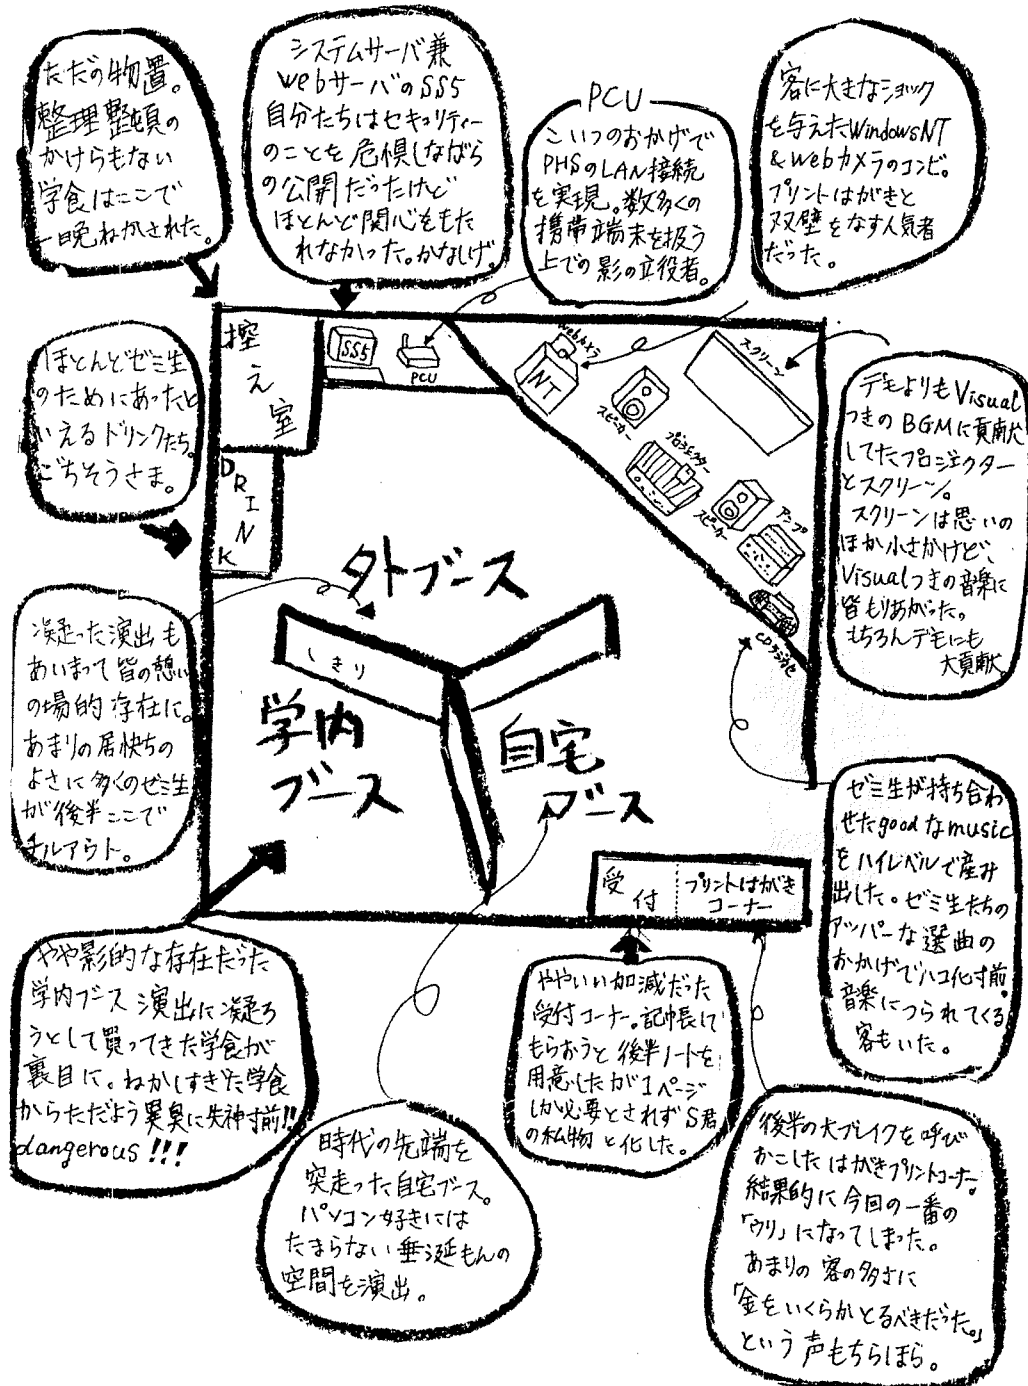 ただの物置。
整理整頓の
かけらもない
学食はここで
一晩ねかされた。
システムサーバ兼
webサーバのSS5
自分たちはセキュリティー
のことを危惧しながら
の公開だったけど
ほとんど関心をもた
れなかった。かなしげ。
PCU
こいつのおかげで
PHSのLAN接続
を実現。数多くの
携帯端末を扱う
上での影の立役者。
客に大きなショック
を与えたWindowsNT
&Webカメラのコンビ。
プリントはがきと
双壁をなす人気者
だった。
ほとんどゼミ生
のためにあったと
いえるドリンクたち。
ごちそうさま。
控え室
SS5
PCU
Webカメラ
NT
スピーカー
スクリーン
プロジェクター
スピーカー
アンプ
CDラジカセ
DRINK
デモよりもVisual
つきのBGMに貢献
してたプロジェクター
とスクリーン。
スクリーンは思いの
ほか小さかけど、
Visualつきの音楽に
皆もりあがった。
もちろんデモにも
大貢献
外ブース
しきり
学内
ブース
自宅
ブース
凝った演出も
あいまって皆の憩い
の場的存在に。
あまりの居快ちの
よさに多くのゼミ生
が後半ここで
チルアウト。
ゼミ生が持ち合わ
せたgoodなmusic
をハイレベルで産み
出した。ゼミ生たちの
アッパーな選曲の
おかげでハコ化寸前。
音楽につられてくる
客もいた。
受付
プリントはがき
コーナー
やや影的な存在だった
学内ブース 演出に凝ろ
うとして買ってきた学食が
裏目に。ねかしすぎた学食
からただよう異臭に失神寸前!!
dangerous!!!
時代の先端を
突走った自宅ブース。
パソコン好きには
たまらない垂涎もんの
空間を演出。
ややいい加減だった
受付コーナー。記帳して
もらおうと後半ノートを
用意したが1ページ
しか必要とされずS君
の私物と化した。
後半の大ブレイクを呼び
おこしたはがきプリントコーナー。
結果的に今回の一番の
「ウリ」になってしまった。
あまりの客の多さに
「金をいくらかとるべきだった。」
という声もちらほら。